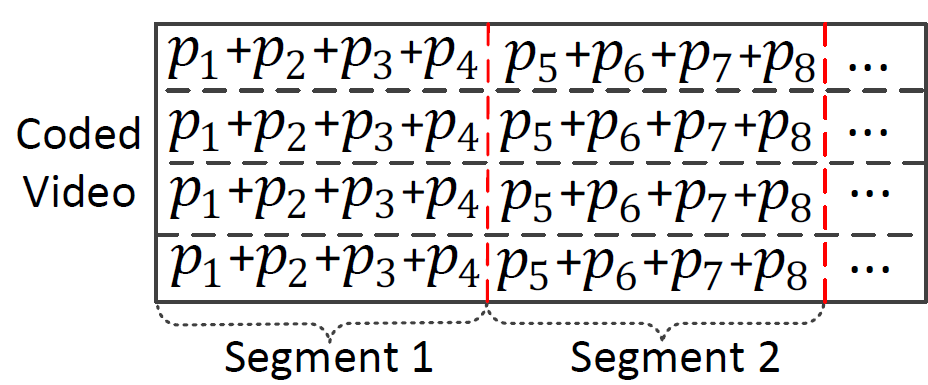 p₁+p₂+p₃+p₄ p₅+p₆+p₇+p₈ ...
p₁+p₂+p₃+p₄ p₅+p₆+p₇+p₈ ...
Coded
Video
p₁+p₂+p₃+p₄ p₅+p₆+p₇+p₈ ...
p₁+p₂+p₃+p₄ p₅+p₆+p₇+p₈ ...
Segment 1 Segment 2